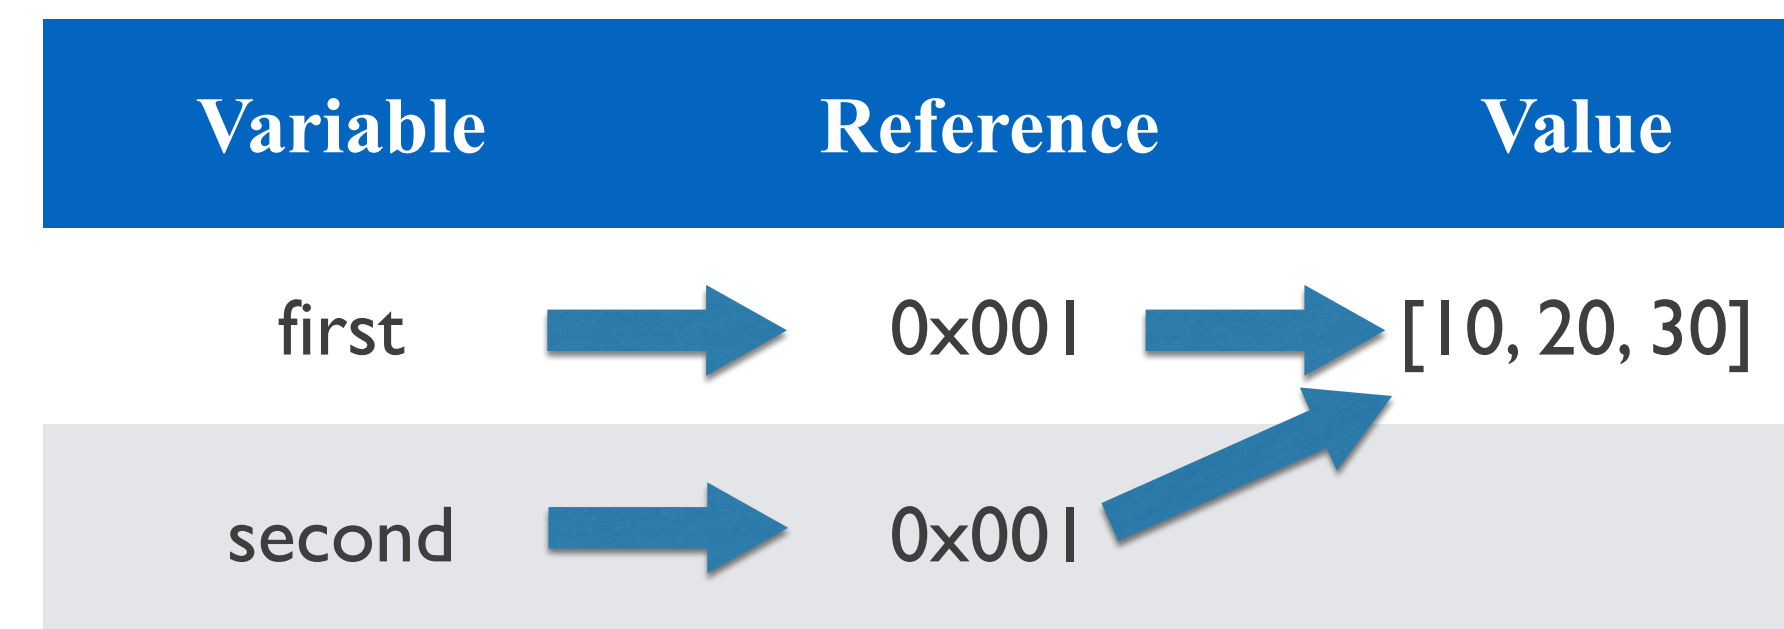 Variable Reference Value
first 0x001 [10, 20, 30]
second 0x001